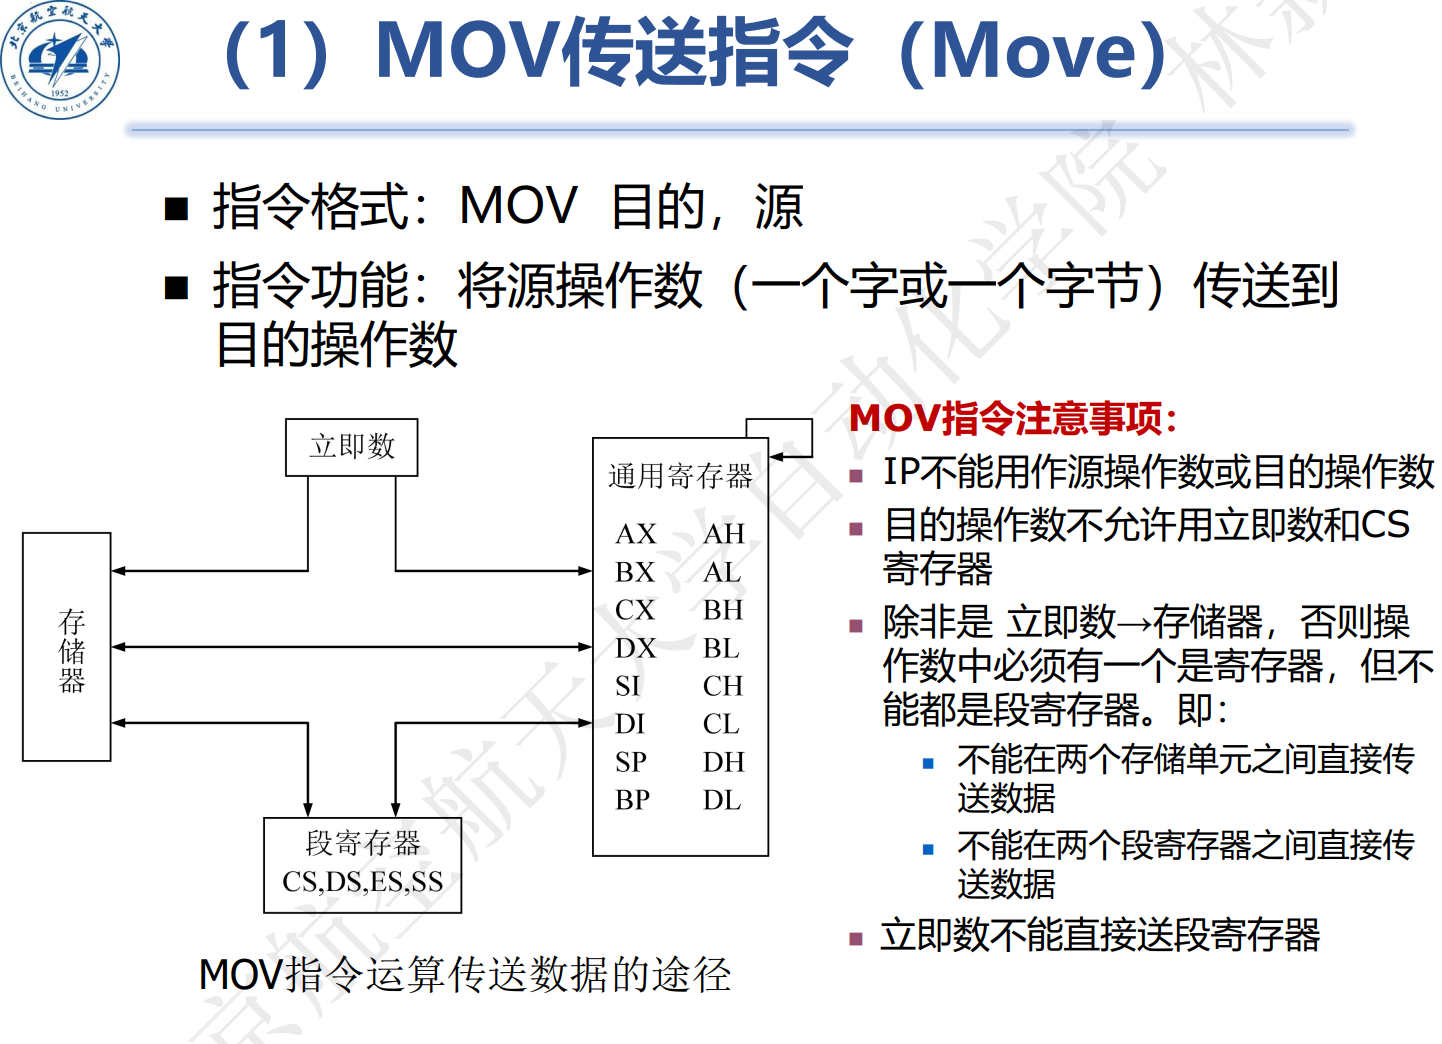 （1）MOV传送指令（Move）
北京航空航天大学
1952
BEIHANG UNIVERSITY
■ 指令格式：MOV 目的，源
■ 指令功能：将源操作数（一个字或一个字节）传送到
目的操作数
立即数
存储器
通用寄存器
AX AH
BX AL
CX BH
DX BL
SI CH
DI CL
SP DH
BP DL
段寄存器
CS,DS,ES,SS
MOV指令运算传送数据的途径
MOV指令注意事项：
■ IP不能用作源操作数或目的操作数
■ 目的操作数不允许用立即数和CS
寄存器
■ 除非是 立即数→存储器，否则操
作数中必须有一个是寄存器，但不
能都是段寄存器。即：
■ 不能在两个存储单元之间直接传
送数据
■ 不能在两个段寄存器之间直接传
送数据
■ 立即数不能直接送段寄存器
京航空航天大学自动化学院 林